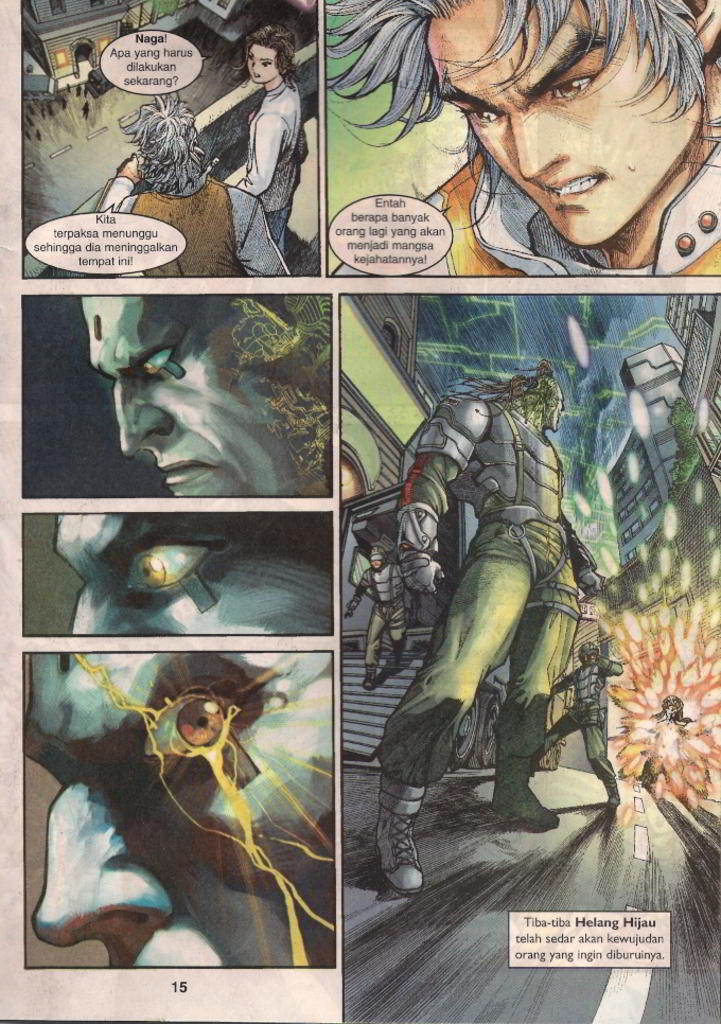 Naga!
Apa yang harus
dilakukan
sekarang?
Kita
terpaksa menunggu
sehingga dia meninggalkan
tempat ini!
Entah
berapa banyak
orang lagi yang akan
menjadi mangsa
kejahatannya!
Tiba-tiba Helang Hijau
telah sedar akan kewujudan
orang yang ingin diburuinya.
15